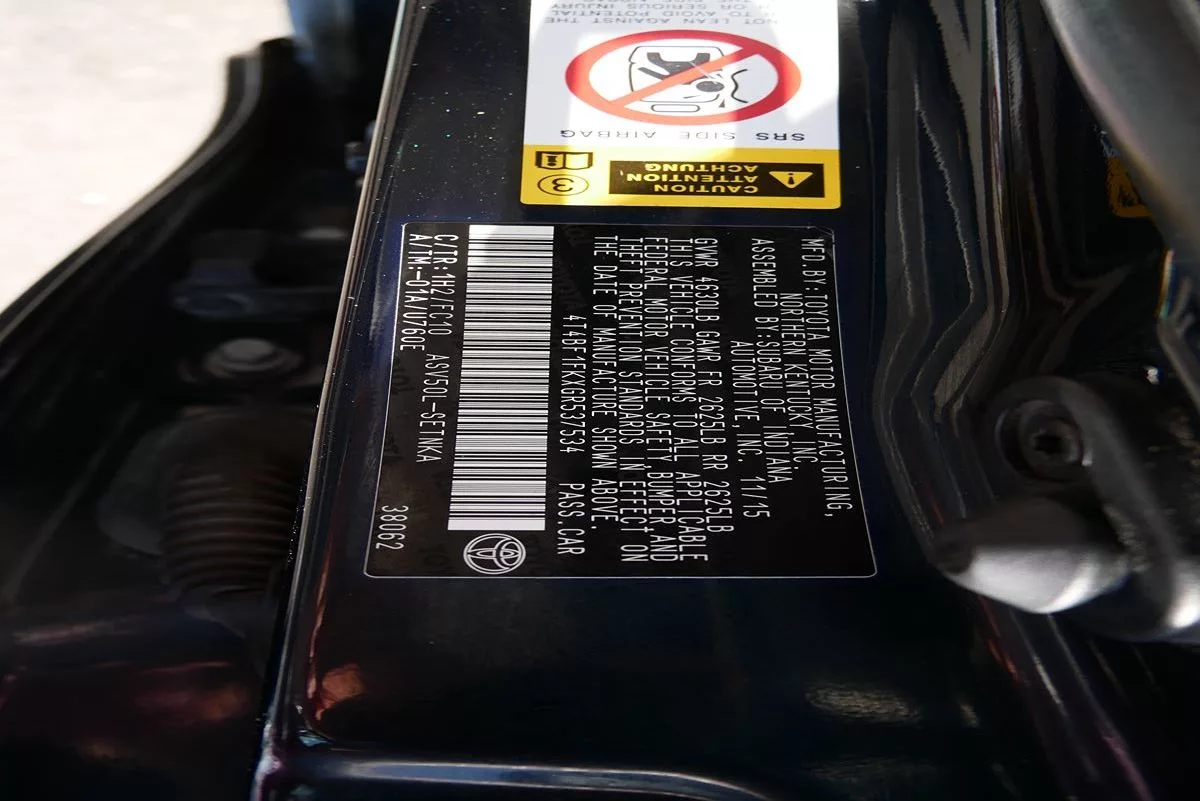 CAUTION
ATTENTION,
ACHTUNG
3
SRS SIDE AIRBAG
NOT LEAN AGAINST THE
TO AVOID POTENTIAL
OR SERIOUS INJURY
MFD.BY:TOYOTA MOTOR MANUFACTURING,
NORTHERN KENTUCKY, INC.
ASSEMBLED BY:SUBARU OF INDIANA
AUTOMOTIVE, INC. 11/15
GVWR 4630LB GAWR FR 2625LB RR 2625LB
THIS VEHICLE CONFORMS TO ALL APPLICABLE
FEDERAL MOTOR VEHICLE SAFETY,BUMPER,AND
THEFT PREVENTION STANDARDS IN EFFECT ON
THE DATE OF MANUFACTURE SHOWN ABOVE.
4T4BF1FKXGR537534 PASS.CAR
C/TR:1H2/FC10 ASV50L-SETNKA
A/TM:-01A/U760E 38062